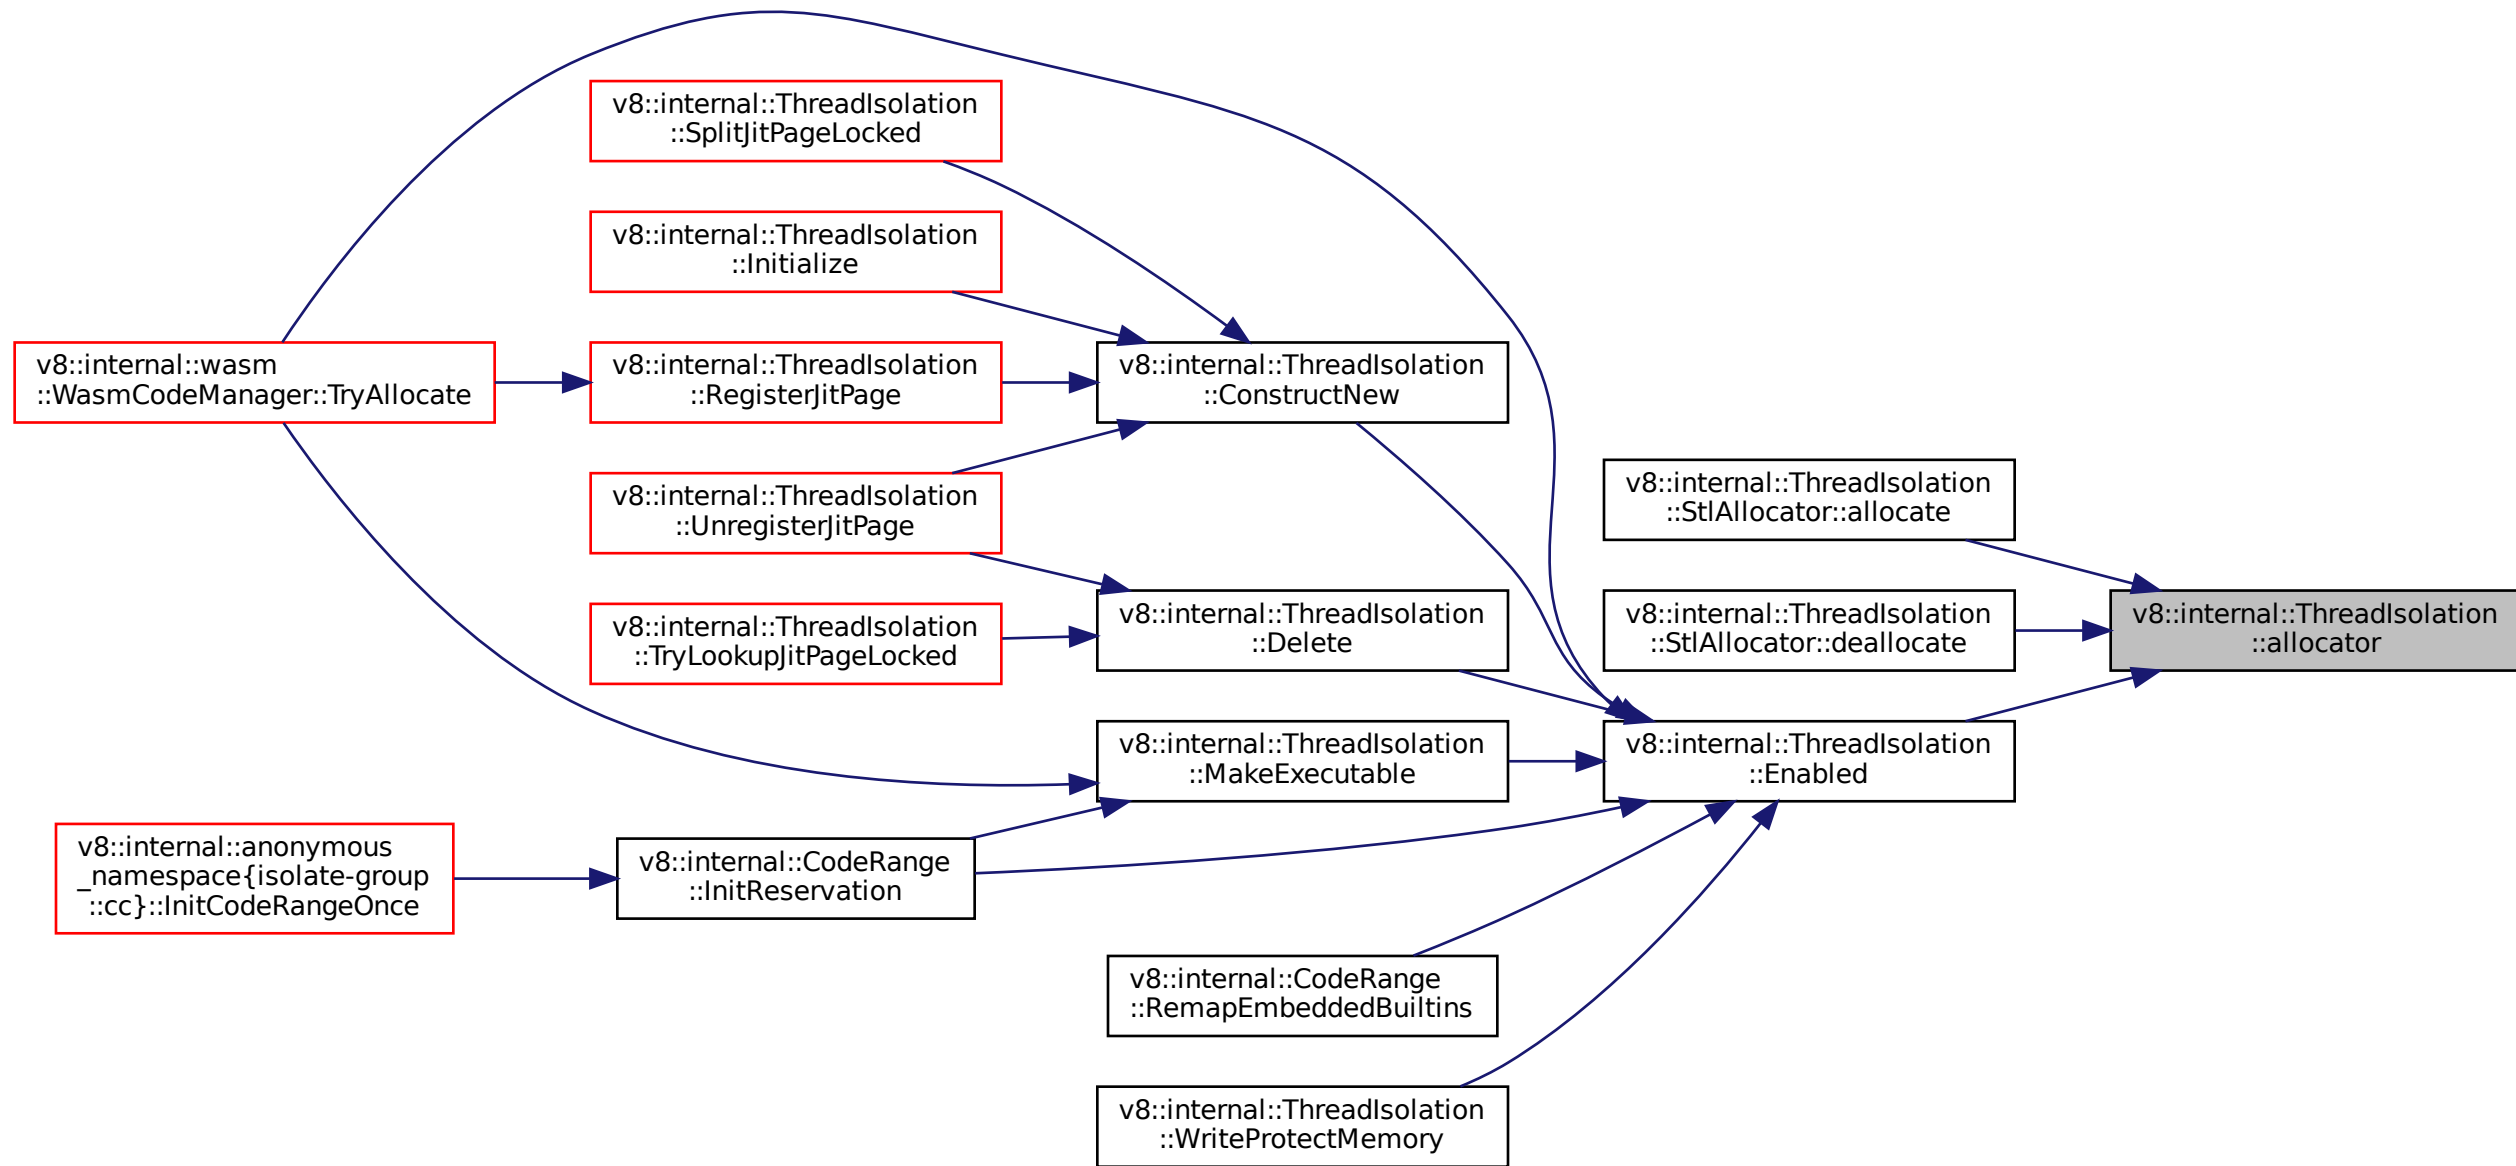 v8::internal::ThreadIsolation
::SplitJitPageLocked
v8::internal::ThreadIsolation
::Initialize
v8::internal::wasm
::WasmCodeManager::TryAllocate
v8::internal::ThreadIsolation
::RegisterJitPage
v8::internal::ThreadIsolation
::ConstructNew
v8::internal::ThreadIsolation
::UnregisterJitPage
v8::internal::ThreadIsolation
::StlAllocator::allocate
v8::internal::ThreadIsolation
::TryLookupJitPageLocked
v8::internal::ThreadIsolation
::Delete
v8::internal::ThreadIsolation
::StlAllocator::deallocate
v8::internal::ThreadIsolation
::allocator
v8::internal::ThreadIsolation
::MakeExecutable
v8::internal::ThreadIsolation
::Enabled
v8::internal::anonymous
_namespace{isolate-group
::cc}::InitCodeRangeOnce
v8::internal::CodeRange
::InitReservation
v8::internal::CodeRange
::RemapEmbeddedBuiltins
v8::internal::ThreadIsolation
::WriteProtectMemory